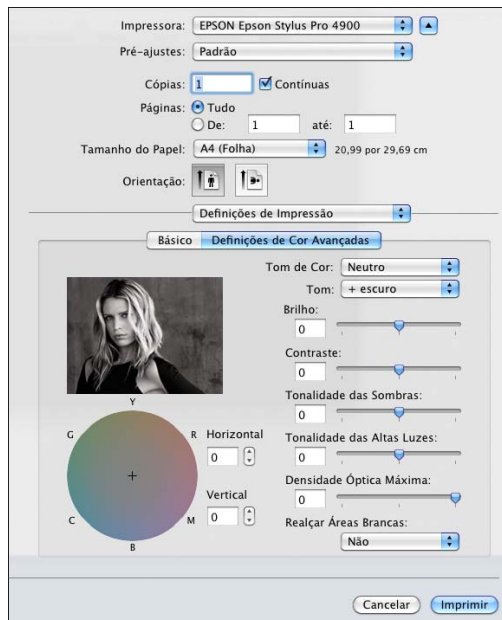 Impressora: EPSON Epson Stylus Pro 4900
Pré-ajustes: Padrão
Cópias: 1 Contínuas
Páginas: Tudo
De: 1 até: 1
Tamanho do Papel: A4 (Folha) 20,99 por 29,69 cm
Orientação:
Definições de Impressão
Básico Definições de Cor Avançadas
Tom de Cor: Neutro
Tom: + escuro
Brilho:
0
Contraste:
0
Tonalidade das Sombras:
0
Tonalidade das Altas Luzes:
0
Densidade Óptica Máxima:
0
Realçar Áreas Brancas:
Não
Y
G R
C M
B
Horizontal
0
Vertical
0
Cancelar Imprimir